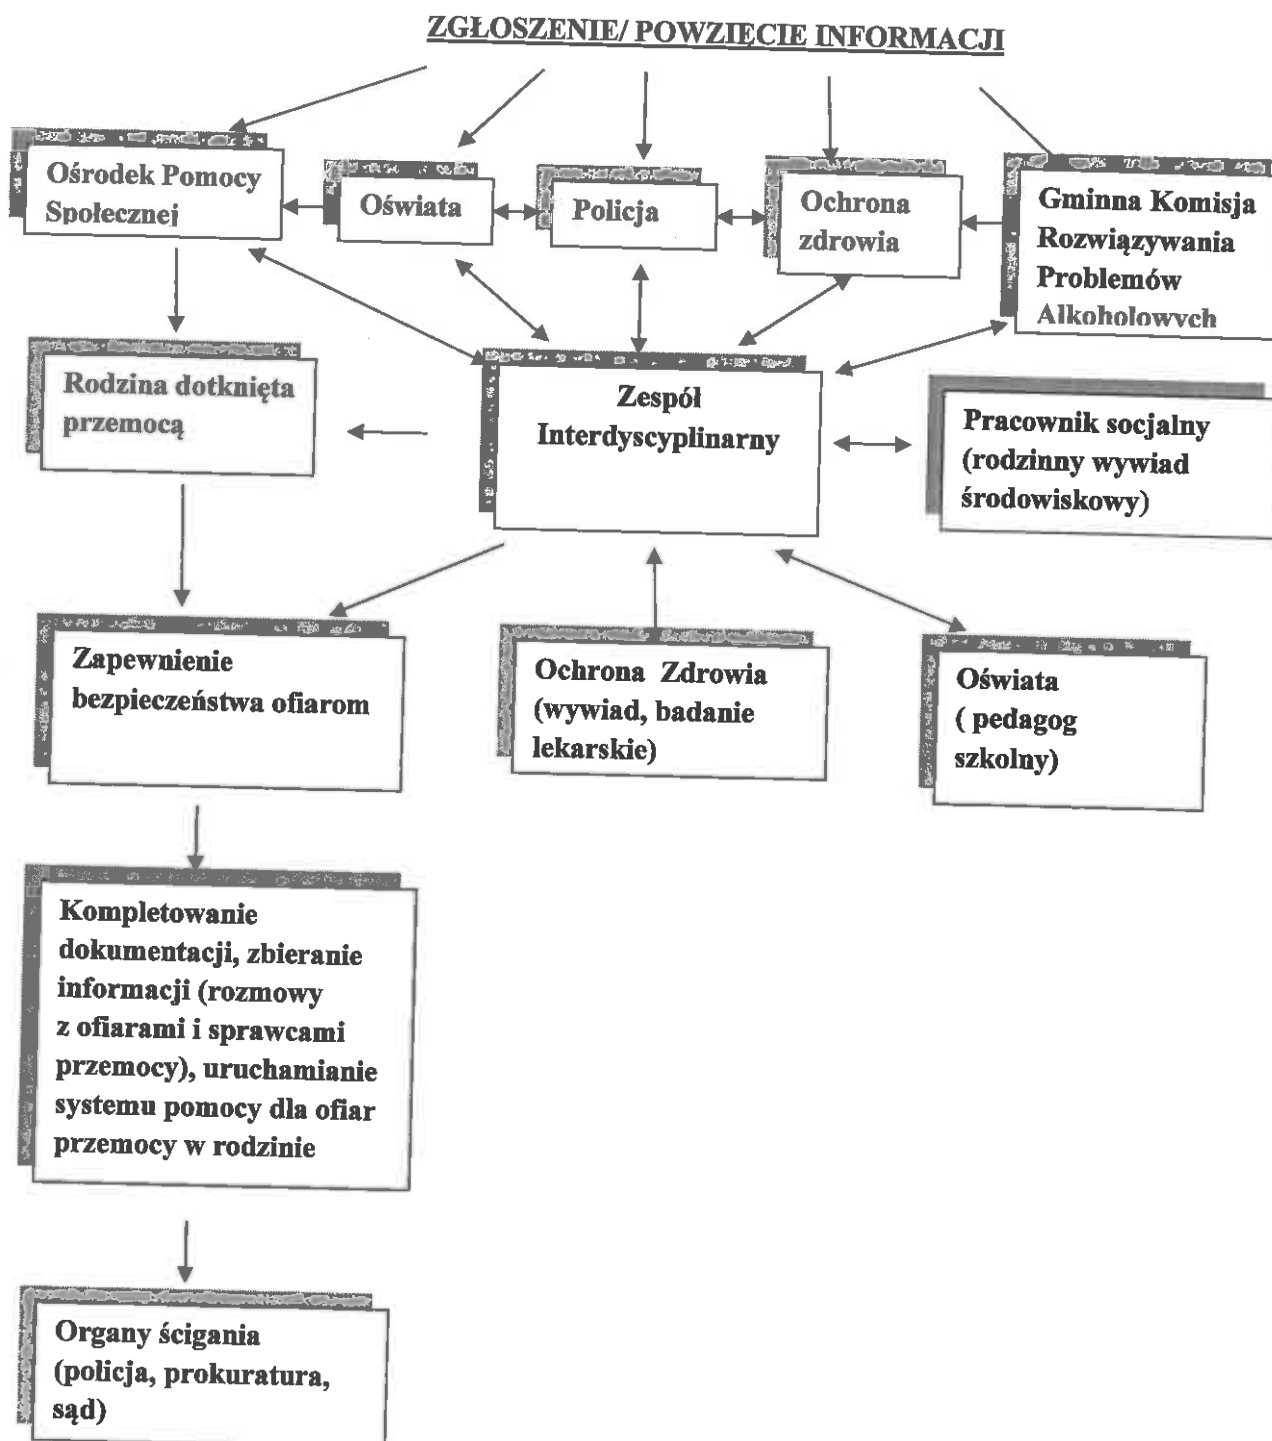 ZGŁOSZENIE/ POWZIĘCIE INFORMACJI
Ośrodek Pomocy
Społecznej
Oświata
Policja
Ochrona
zdrowia
Gminna Komisja
Rozwiązywania
Problemów
Alkoholowych
Rodzina dotknięta
przemocą
Zespół
Interdyscyplinarny
Pracownik socjalny
(rodzinny wywiad
środowiskowy)
Zapewnienie
bezpieczeństwa ofiarom
Ochrona Zdrowia
(wywiad, badanie
lekarskie)
Oświata
( pedagog
szkolny)
Kompletowanie
dokumentacji, zbieranie
informacji (rozmowy
z ofiarami i sprawcami
przemocy), uruchamianie
systemu pomocy dla ofiar
przemocy w rodzinie
Organy ścigania
(policja, prokuratura,
sąd)